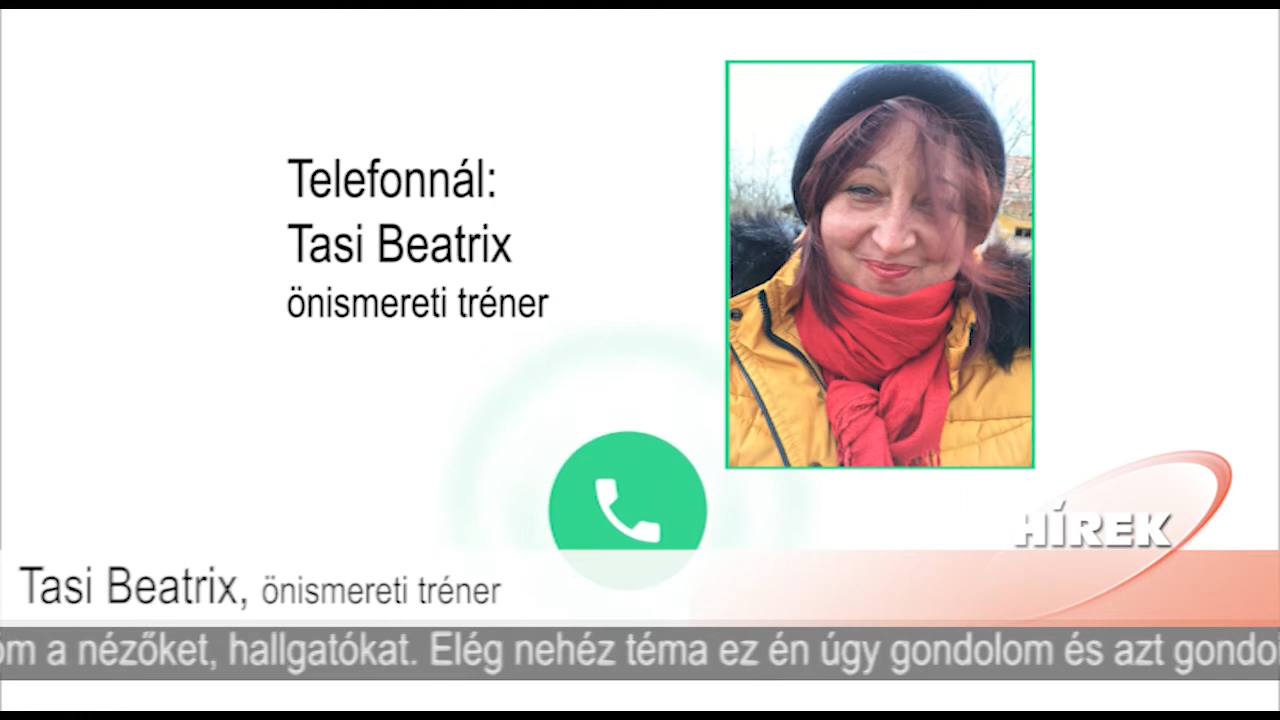 Telefonnál:
Tasi Beatrix
önismereti tréner
HÍREK
Tasi Beatrix, önismereti tréner
a nézőket, hallgatókat. Elég nehéz téma ez én úgy gondolom és azt